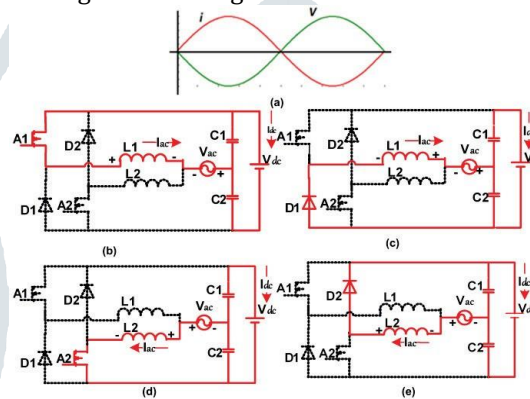 i V
(a)
A1 D2 L1 Iac C1 Idc
+ - Vac Vdc
L2 - +
D1 A2 C2
(b)
A1 D2 L1 Iac C1 Idc
- + Vac V
L2 - +
D1 A2 C2
(c)
A1 D2 L1 C1 Idc
Vac Vdc
L2 + + -
D1 A2 Iac C2
(d)
A1 D2 L1 C1 Idc
Vac Vdc
+ L2 - + -
D1 A2 Iac C2
(e)